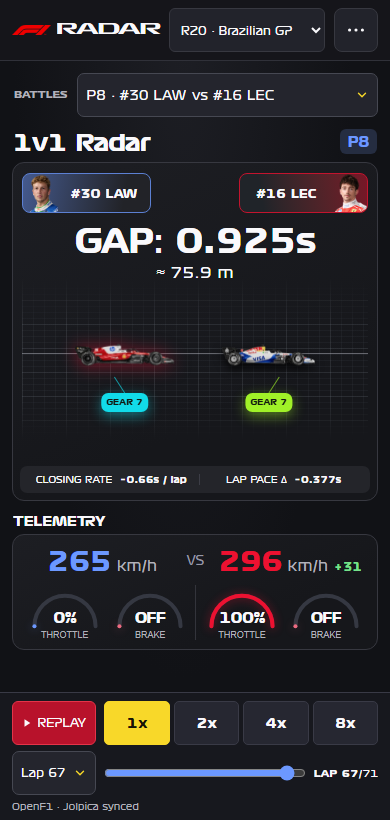 F1 RADAR
R20 · Brazilian GP
...
BATTLES
P8 · #30 LAW vs #16 LEC
1v1 Radar
P8
#30 LAW
#16 LEC
GAP: 0.925s
≈ 75.9 m
GEAR 7
GEAR 7
CLOSING RATE -0.66s / lap
LAP PACE Δ -0.377s
TELEMETRY
265 km/h
VS
296 km/h +31
0%
OFF
100%
OFF
THROTTLE
BRAKE
THROTTLE
BRAKE
REPLAY
1x
2x
4x
8x
Lap 67
LAP 67/71
OpenF1 · Jolpica synced